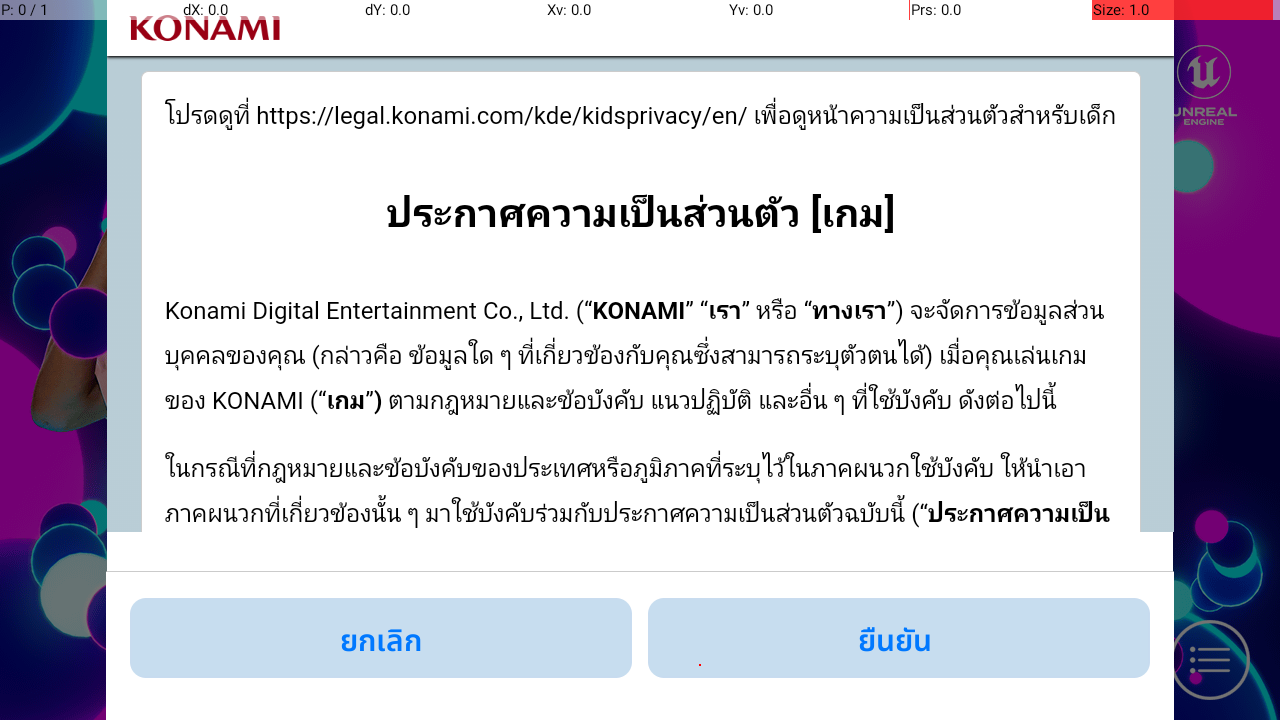 P: 0 / 1 dX: 0.0 dY: 0.0 Xv: 0.0 Yv: 0.0 Prs: 0.0 Size: 1.0
KONAMI
UNREAL
ENGINE
โปรดดูที่ https://legal.konami.com/kde/kidsprivacy/en/ เพื่อดูหน้าความเป็นส่วนตัวสำหรับเด็ก
ประกาศความเป็นส่วนตัว [เกม]
Konami Digital Entertainment Co., Ltd. (“KONAMI” “เรา” หรือ “ทางเรา”) จะจัดการข้อมูลส่วน
บุคคลของคุณ (กล่าวคือ ข้อมูลใด ๆ ที่เกี่ยวข้องกับคุณซึ่งสามารถระบุตัวตนได้) เมื่อคุณเล่นเกม
ของ KONAMI (“เกม”) ตามกฎหมายและข้อบังคับ แนวปฏิบัติ และอื่น ๆ ที่ใช้บังคับ ดังต่อไปนี้
ในกรณีที่กฎหมายและข้อบังคับของประเทศหรือภูมิภาคที่ระบุไว้ในภาคผนวกใช้บังคับ ให้นำเอา
ภาคผนวกที่เกี่ยวข้องนั้น ๆ มาใช้บังคับร่วมกับประกาศความเป็นส่วนตัวฉบับนี้ (“ประกาศความเป็น
ยกเลิก ยืนยัน